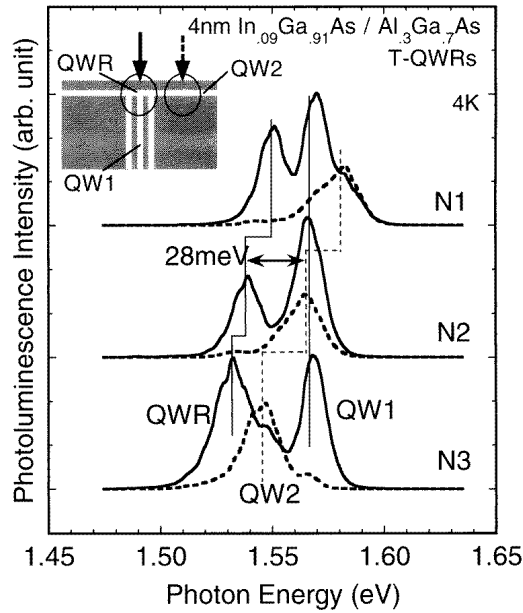 4nm In.09Ga.91As / Al.3Ga.7As
T-QWRs
4K
QWR
QW2
QW1
N1
28meV
N2
QWR
QW1
N3
QW2
Photoluminescence Intensity (arb. unit)
1.45
1.50
1.55
1.60
1.65
Photon Energy (eV)